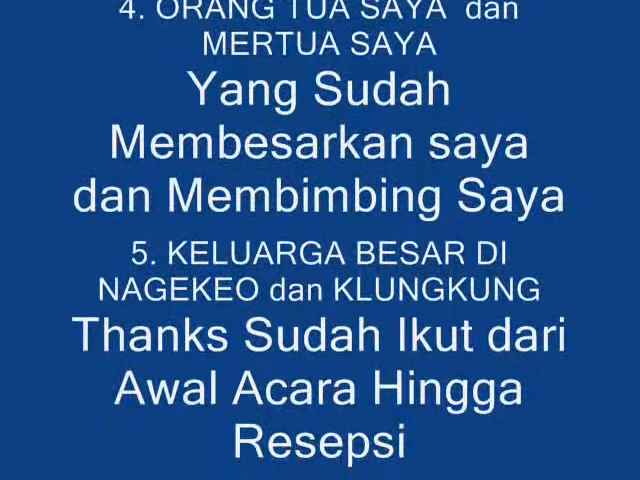 4. ORANG TUA SAYA  dan
MERTUA SAYA
Yang Sudah
Membesarkan saya
dan Membimbing Saya
5. KELUARGA BESAR DI
NAGEKEO dan KLUNGKUNG
Thanks Sudah Ikut dari
Awal Acara Hingga
Resepsi